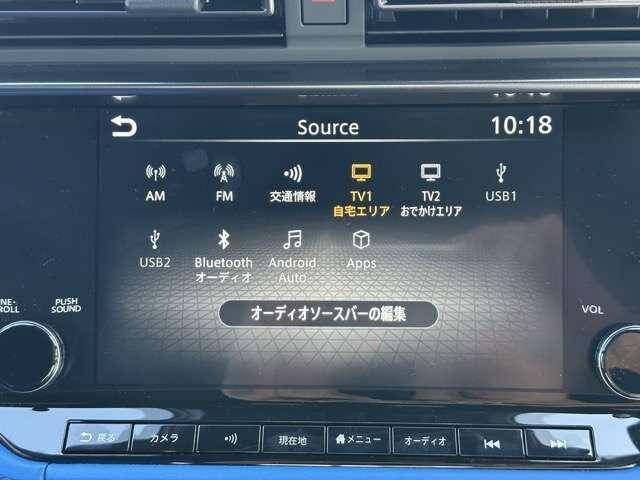 Source 10:18
AM FM 交通情報 TV1 TV2 USB1
自宅エリア おでかけエリア
USB2 Bluetooth Android Apps
オーディオ Auto
オーディオソースバーの編集
PUSH
SOUND
VOL
戻る カメラ 現在地 メニュー オーディオ